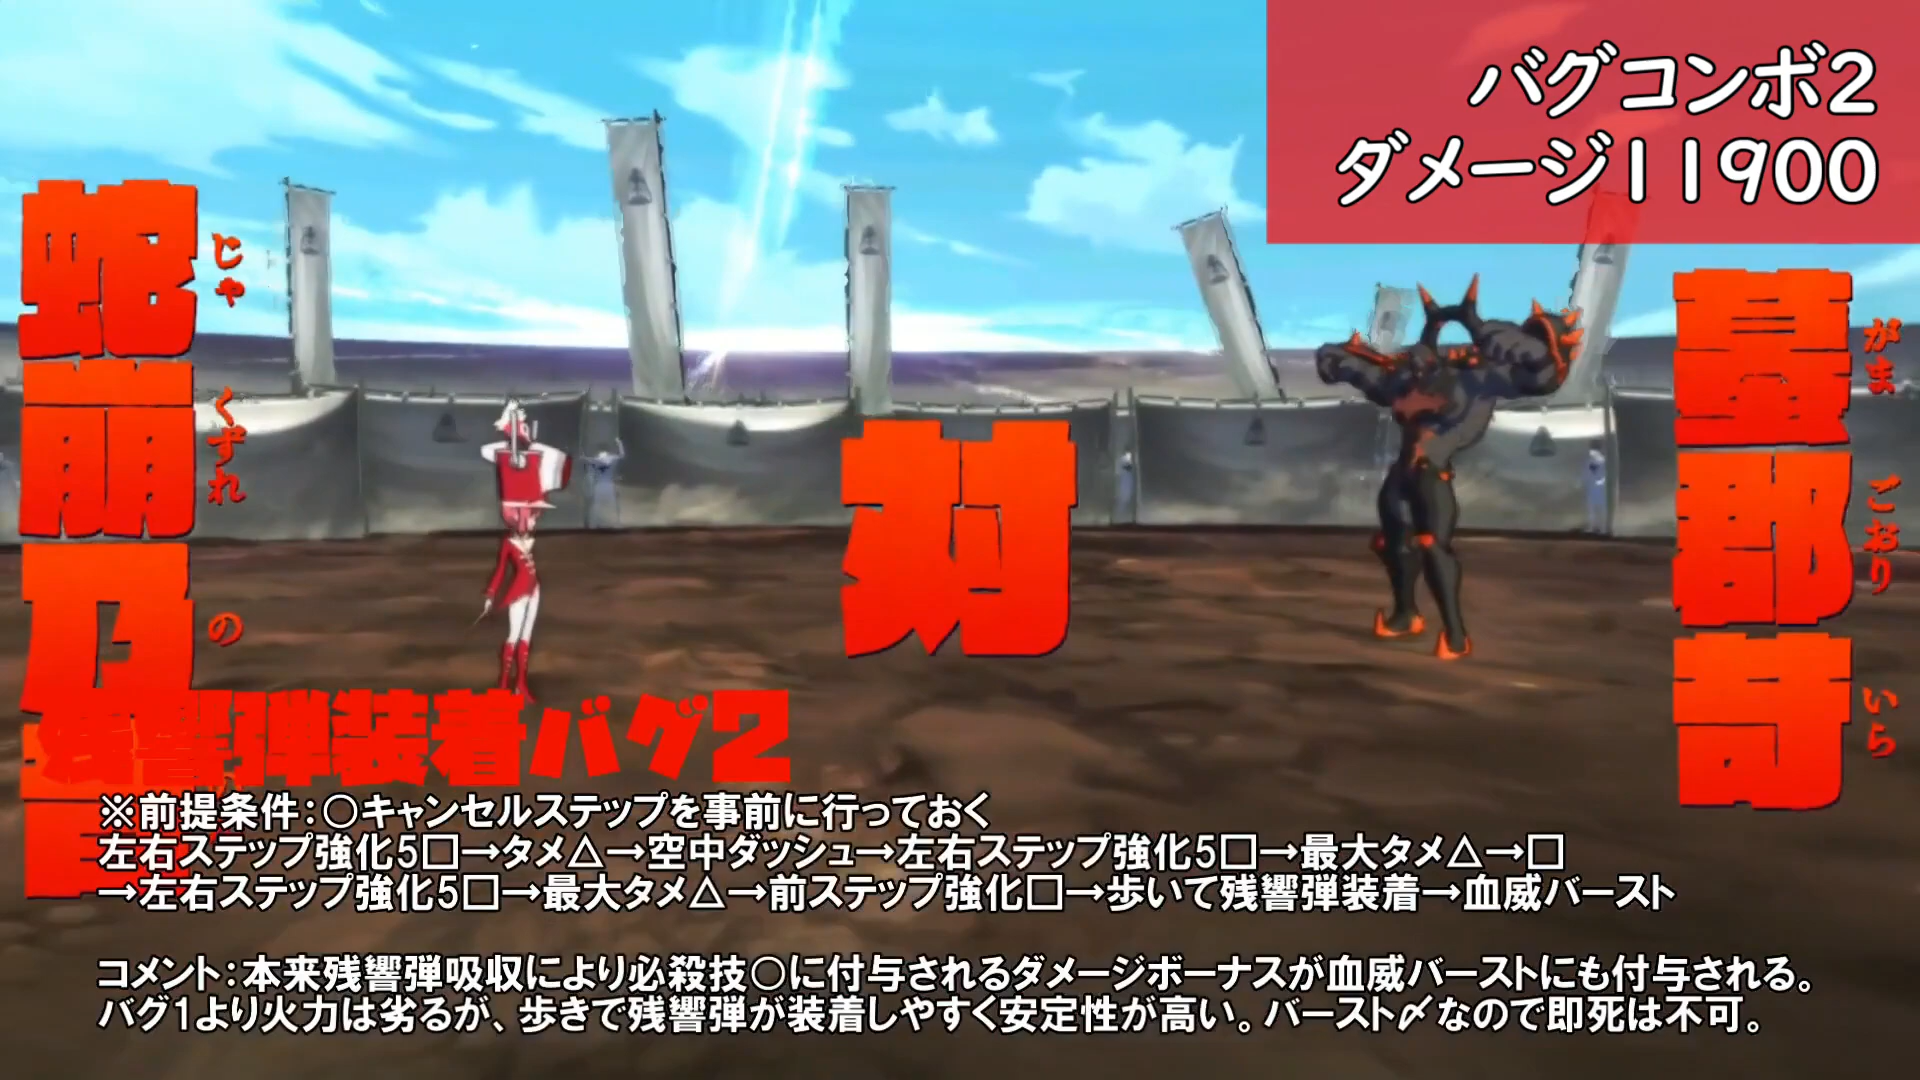 バグコンボ2
ダメージ11900
蛇崩乃音
じゃ くずれ の
対
蟇郡苛
がま こおり いら
残響弾装着バグ2
※前提条件：○キャンセルステップを事前に行っておく
左右ステップ強化5□→タメ△→空中ダッシュ→左右ステップ強化5□→最大タメ△→□
→左右ステップ強化5□→最大タメ△→前ステップ強化□→歩いて残響弾装着→血威バースト
コメント：本来残響弾吸収により必殺技○に付与されるダメージボーナスが血威バーストにも付与される。
バグ1より火力は劣るが、歩きで残響弾が装着しやすく安定性が高い。バースト〆なので即死は不可。